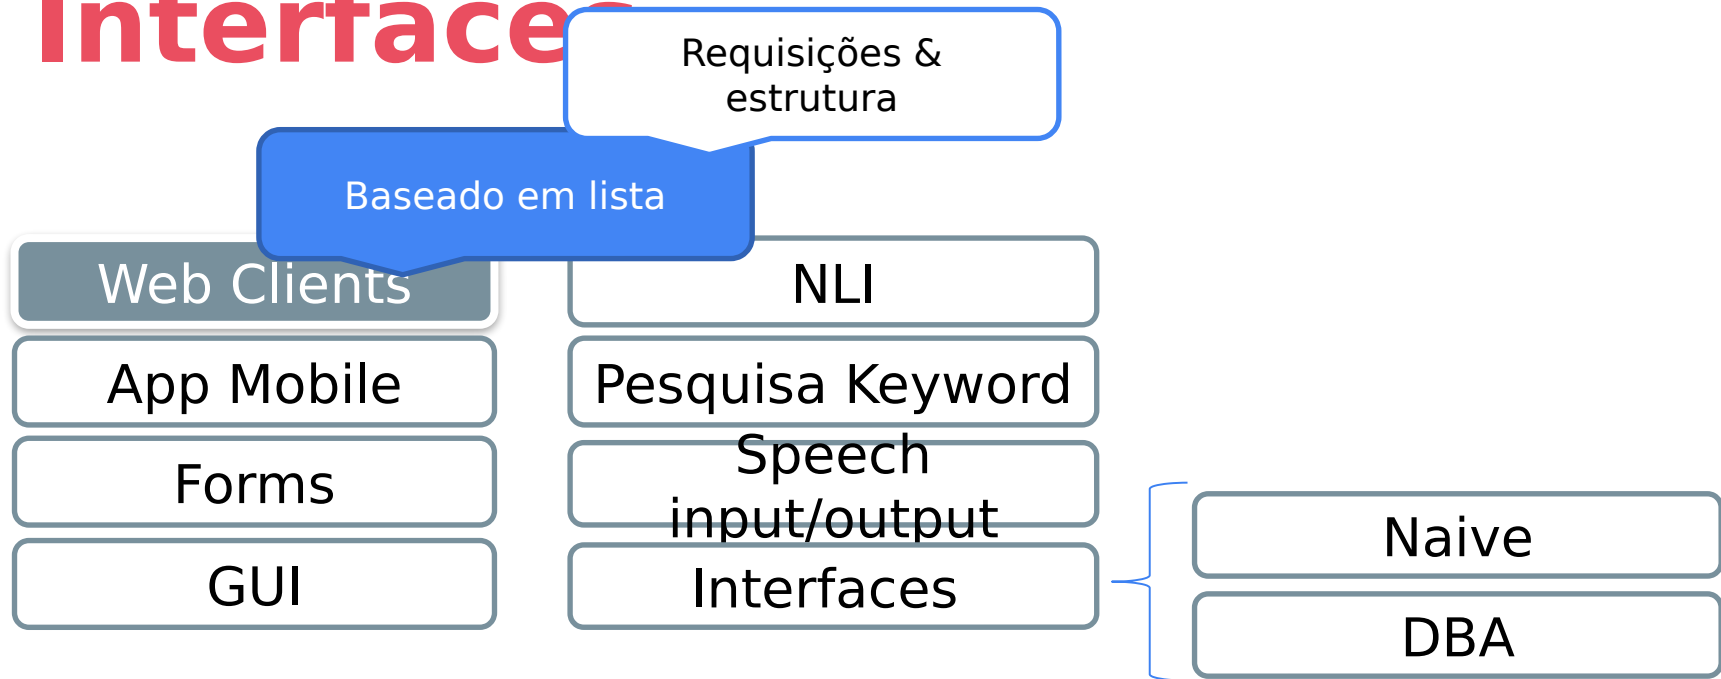 Interfaces
Requisições &
estrutura
Baseado em lista
Web Clients
App Mobile
Forms
GUI
NLI
Pesquisa Keyword
Speech
input/output
Interfaces
Naive
DBA